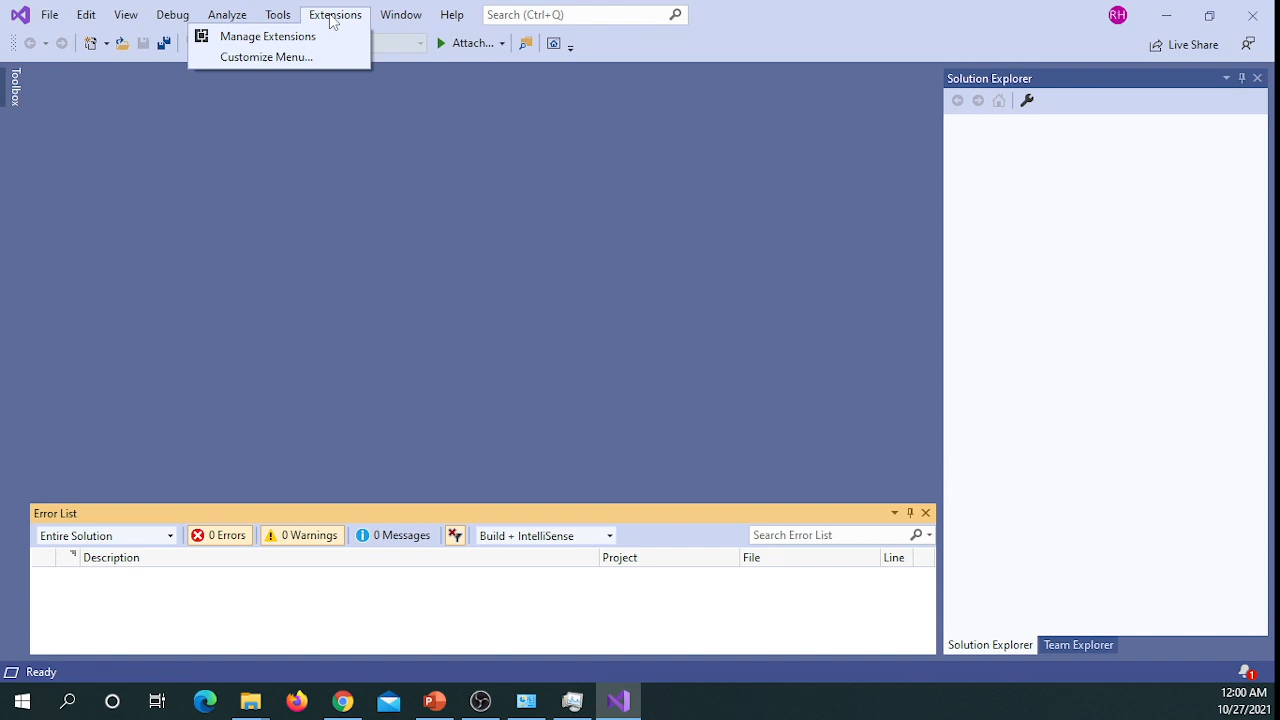 File Edit View Debug Analyze Tools Extensions Window Help Search (Ctrl+Q) RH
Manage Extensions
Customize Menu...
Attach...
Live Share
Toolbox
Solution Explorer
Error List
Entire Solution 0 Errors 0 Warnings 0 Messages Build + IntelliSense Search Error List
Description Project File Line
Solution Explorer Team Explorer
Ready 1
12:00 AM
10/27/2021